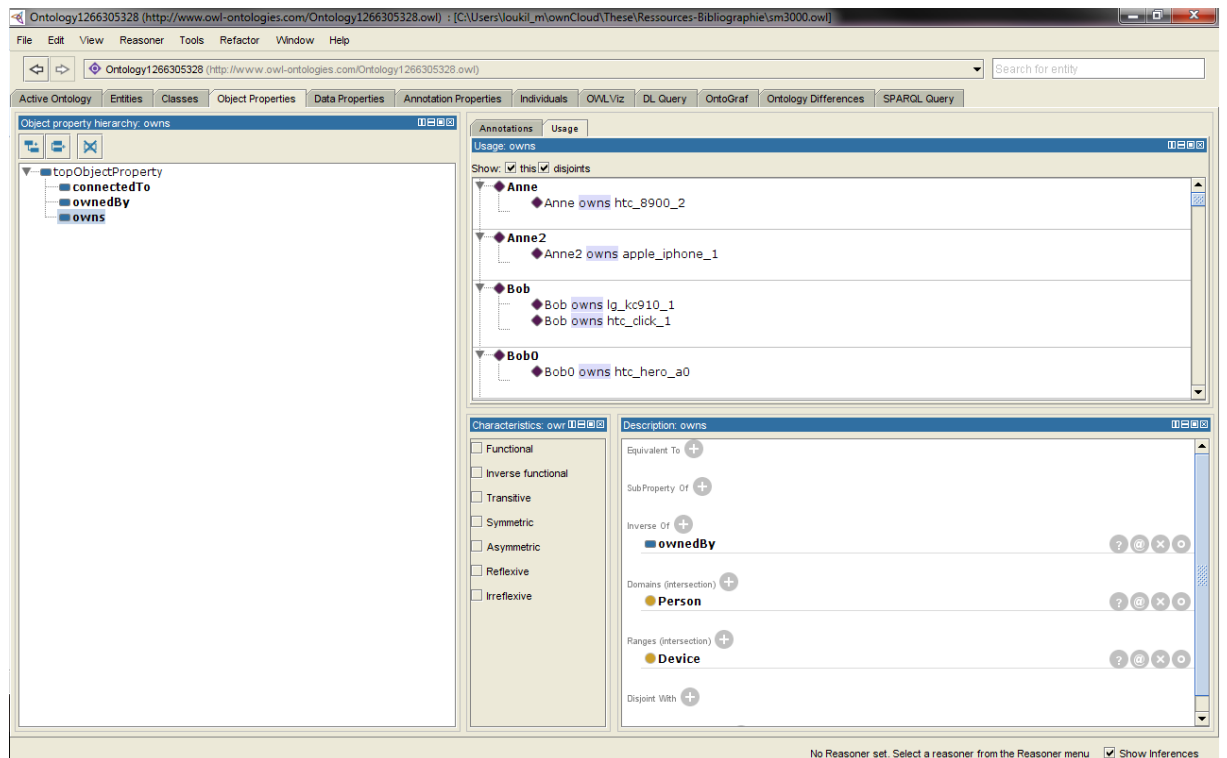 Ontology1266305328 (http://www.owl-ontologies.com/Ontology1266305328.owl) : [C:\Users\loukil_m\ownCloud\These\Ressources-Bibliographie\sm3000.owl]
File Edit View Reasoner Tools Refactor Window Help
Ontology1266305328 (http://www.owl-ontologies.com/Ontology1266305328.owl)
Search for entity
Active Ontology Entities Classes Object Properties Data Properties Annotation Properties Individuals OWLViz DL Query OntoGraf Ontology Differences SPARQL Query
Object property hierarchy: owns
topObjectProperty
connectedTo
ownedBy
owns
Annotations Usage
Usage: owns
Show: this disjoints
Anne
Anne owns htc_8900_2
Anne2
Anne2 owns apple_iphone_1
Bob
Bob owns lg_kc910_1
Bob owns htc_click_1
Bob0
Bob0 owns htc_hero_a0
Characteristics: owr
Functional
Inverse functional
Transitive
Symmetric
Asymmetric
Reflexive
Irreflexive
Description: owns
Equivalent To
SubProperty Of
Inverse Of
ownedBy
Domains (intersection)
Person
Ranges (intersection)
Device
Disjoint With
No Reasoner set. Select a reasoner from the Reasoner menu Show Inferences